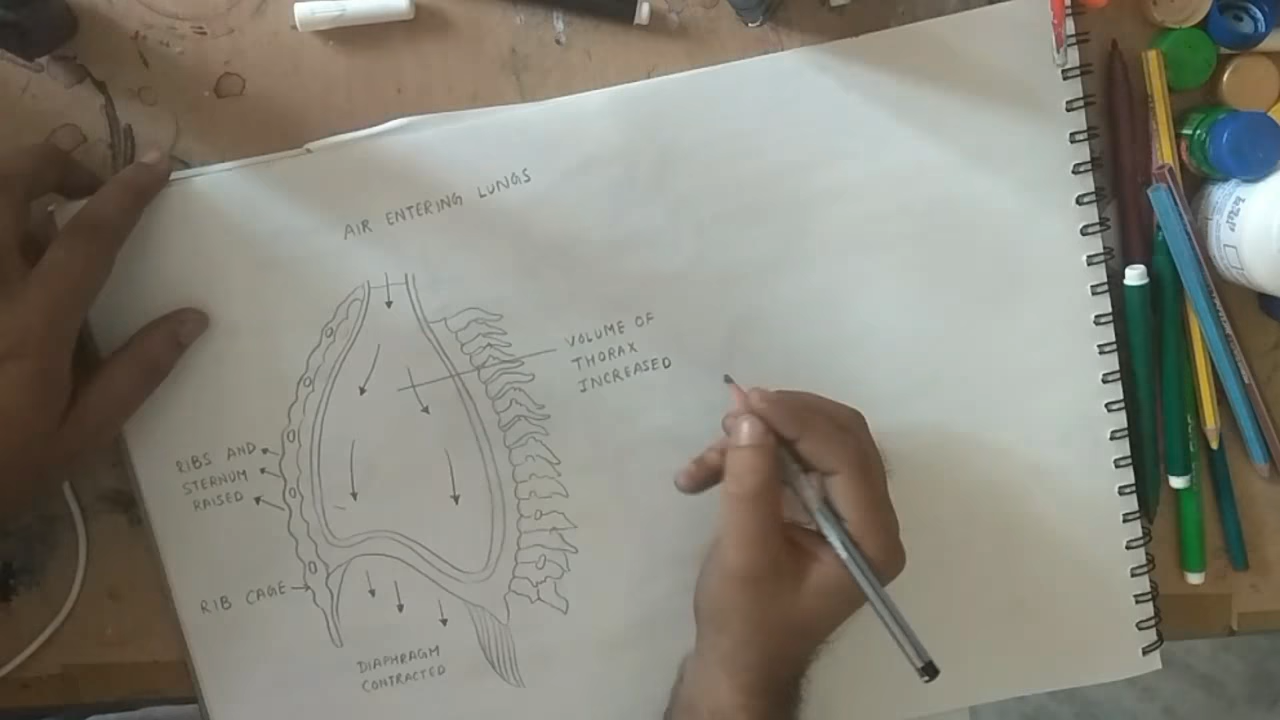 AIR ENTERING LUNGS
VOLUME OF
THORAX
INCREASED
RIBS AND
STERNUM
RAISED
RIB CAGE
DIAPHRAGM
CONTRACTED